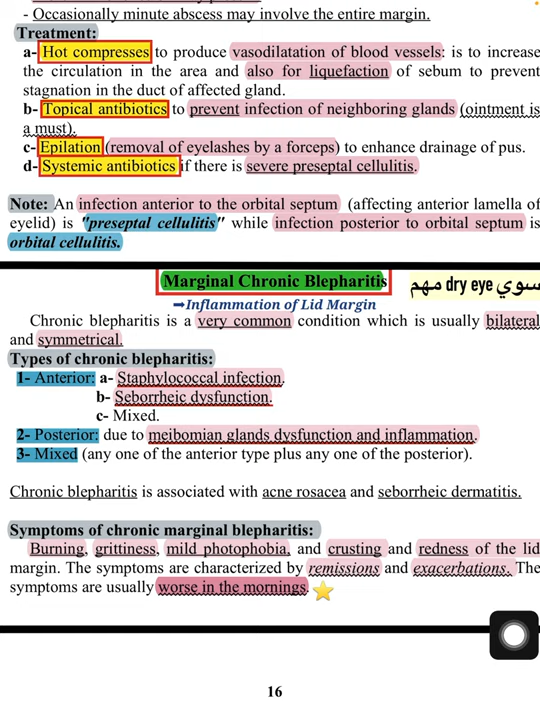 - Occasionally minute abscess may involve the entire margin.
Treatment:
a- Hot compresses to produce vasodilatation of blood vessels: is to increase
the circulation in the area and also for liquefaction of sebum to prevent
stagnation in the duct of affected gland.
b- Topical antibiotics to prevent infection of neighboring glands (ointment is
a must).
c- Epilation (removal of eyelashes by a forceps) to enhance drainage of pus.
d- Systemic antibiotics if there is severe preseptal cellulitis.
Note: An infection anterior to the orbital septum (affecting anterior lamella of
eyelid) is "preseptal cellulitis" while infection posterior to orbital septum is
orbital cellulitis.
Marginal Chronic Blepharitis
سوي dry eye مهم
➡Inflammation of Lid Margin
Chronic blepharitis is a very common condition which is usually bilateral
and symmetrical.
Types of chronic blepharitis:
1- Anterior: a- Staphylococcal infection.
b- Seborrheic dysfunction.
c- Mixed.
2- Posterior: due to meibomian glands dysfunction and inflammation.
3- Mixed (any one of the anterior type plus any one of the posterior).
Chronic blepharitis is associated with acne rosacea and seborrheic dermatitis.
Symptoms of chronic marginal blepharitis:
Burning, grittiness, mild photophobia, and crusting and redness of the lid
margin. The symptoms are characterized by remissions and exacerbations. The
symptoms are usually worse in the mornings.
16